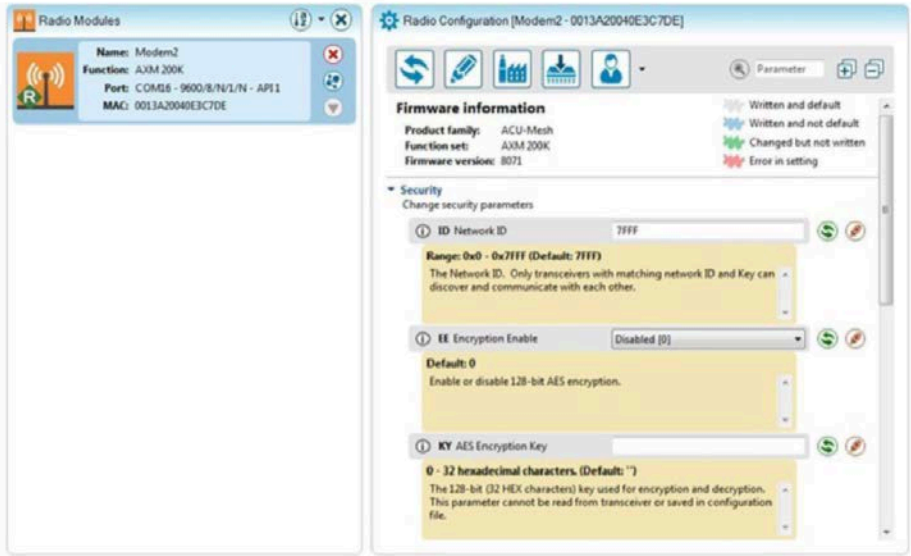 Radio Modules
Name: Modem2
Function: AXM 200K
Port: COM16 - 9600/8/N/1/N - API 1
MAC: 0013A20040E3C7DE
Radio Configuration [Modem2 - 0013A20040E3C7DE]
Parameter
Firmware information
Product family: ACU-Mesh
Function set: AXM 200K
Firmware version: 8071
Written and default
Written and not default
Changed but not written
Error in setting
Security
Change security parameters
ID Network ID 7FFF
Range: 0x0 - 0x7FFF (Default: 7FFF)
The Network ID. Only transceivers with matching network ID and Key can
discover and communicate with each other.
EE Encryption Enable Disabled [0]
Default: 0
Enable or disable 128-bit AES encryption.
KY AES Encryption Key
0 - 32 hexadecimal characters. (Default: '')
The 128-bit (32 HEX characters) key used for encryption and decryption.
This parameter cannot be read from transceiver or saved in configuration
file.